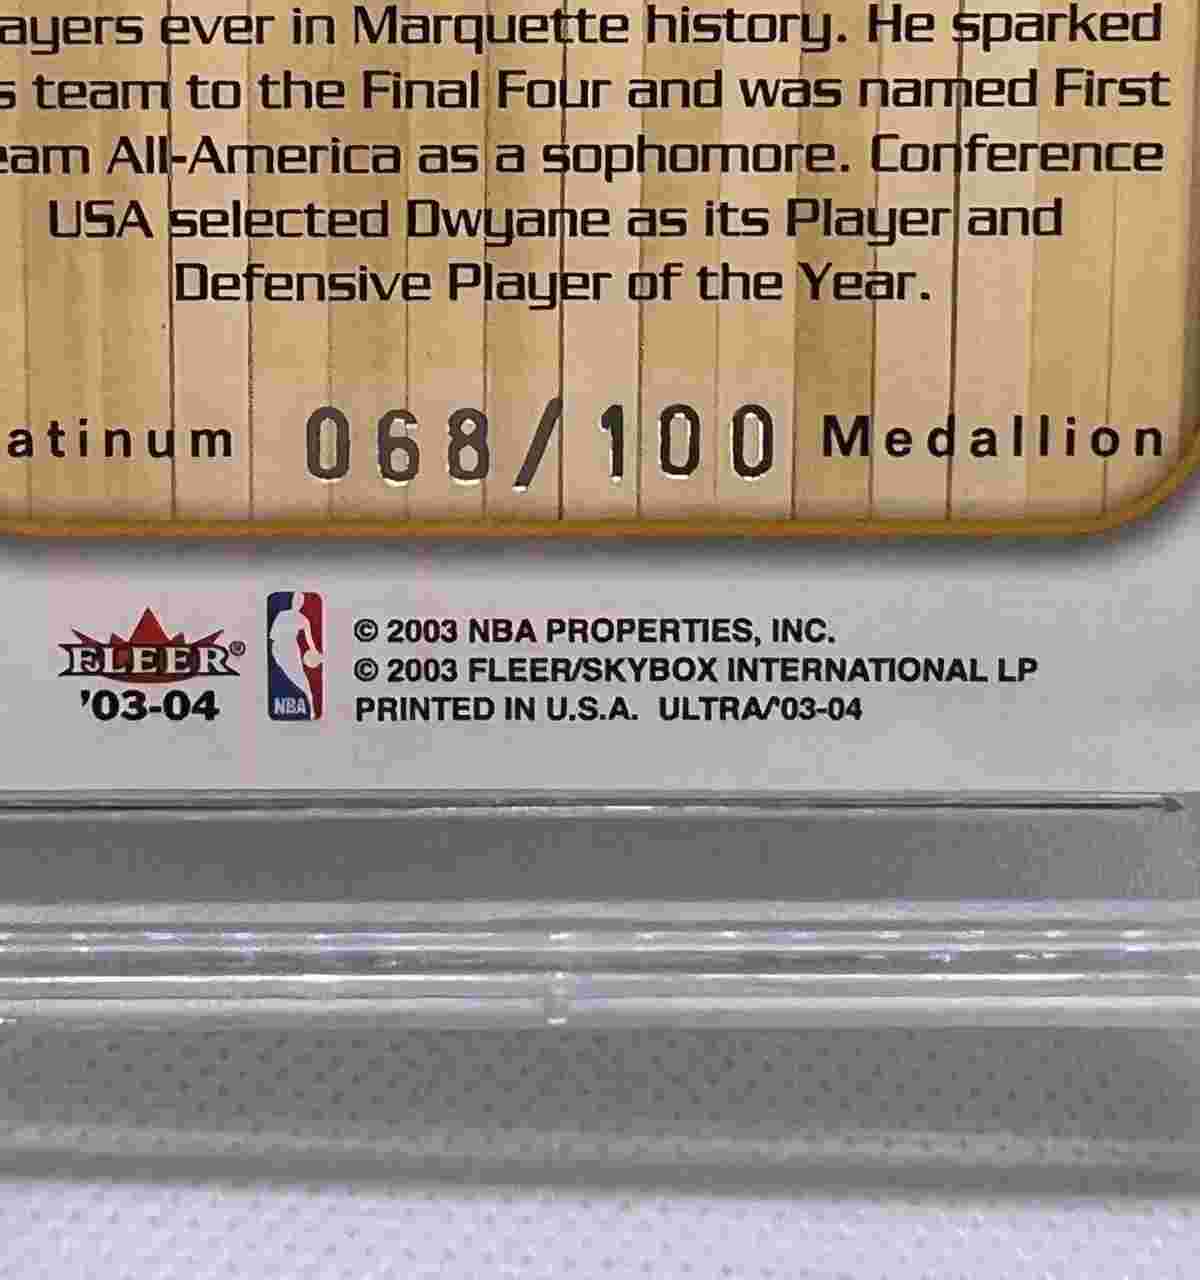 ayers ever in Marquette history. He sparked
s team to the Final Four and was named First
eam All-America as a sophomore. Conference
USA selected Dwyane as its Player and
Defensive Player of the Year.
atinum 068/100 Medallion
FLEER®
'03-04
NBA
© 2003 NBA PROPERTIES, INC.
© 2003 FLEER/SKYBOX INTERNATIONAL LP
PRINTED IN U.S.A. ULTRA/'03-04